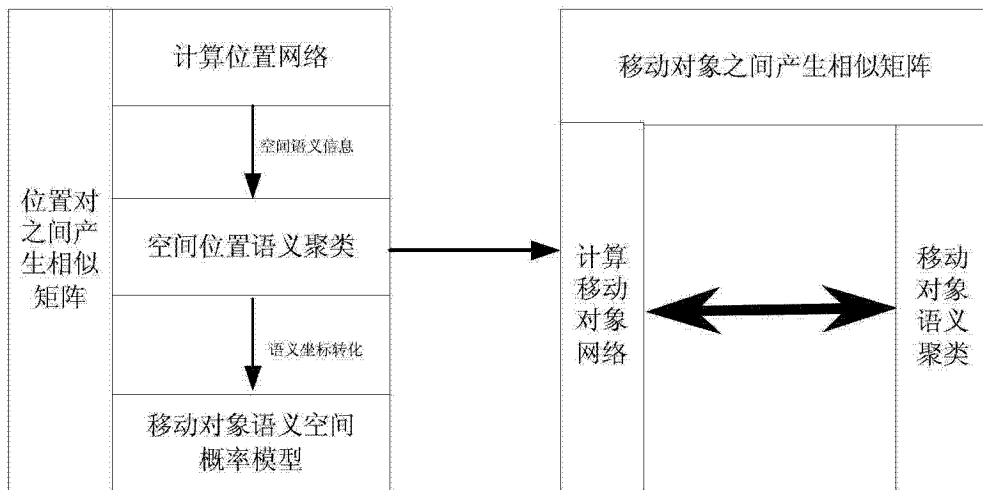 位置对
之间产
生相似
矩阵
计算位置网络
空间语义信息
空间位置语义聚类
语义坐标转化
移动对象语义空间
概率模型
移动对象之间产生相似矩阵
计算
移动
对象
网络
移动
对象
语义
聚类